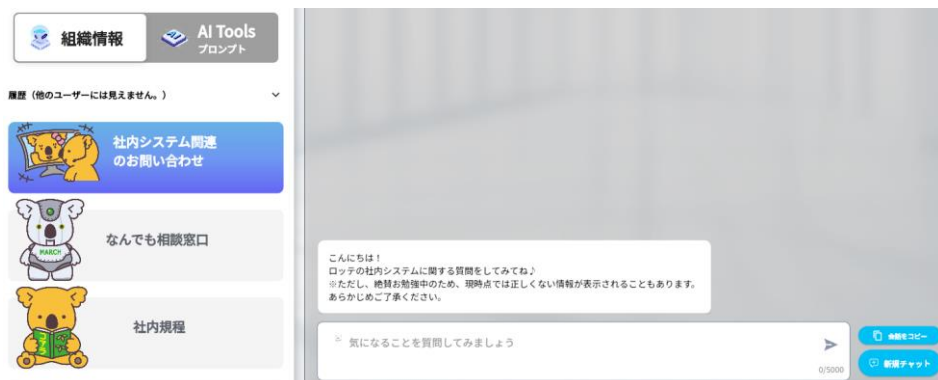 組織情報
AI Tools
プロンプト
履歴（他のユーザーには見えません。）
社内システム関連
のお問い合わせ
MARCH
なんでも相談窓口
社内規程
こんにちは！
ロッテの社内システムに関する質問をしてみてね♪
※ただし、絶賛お勉強中のため、現時点では正しくない情報が表示されることもあります。
あらかじめご了承ください。
気になることを質問してみましょう
0/5000
会話をコピー
新規チャット